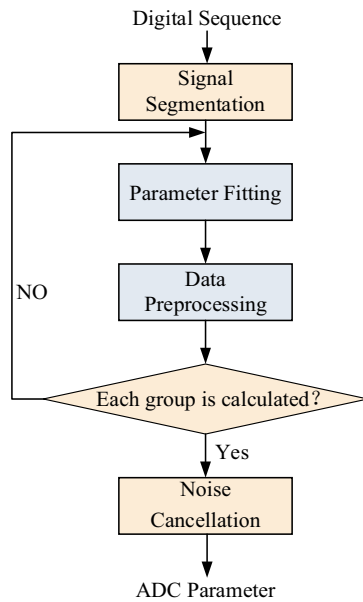 Digital Sequence
Signal
Segmentation
Parameter Fitting
Data
Preprocessing
NO
Each group is calculated?
Yes
Noise
Cancellation
ADC Parameter